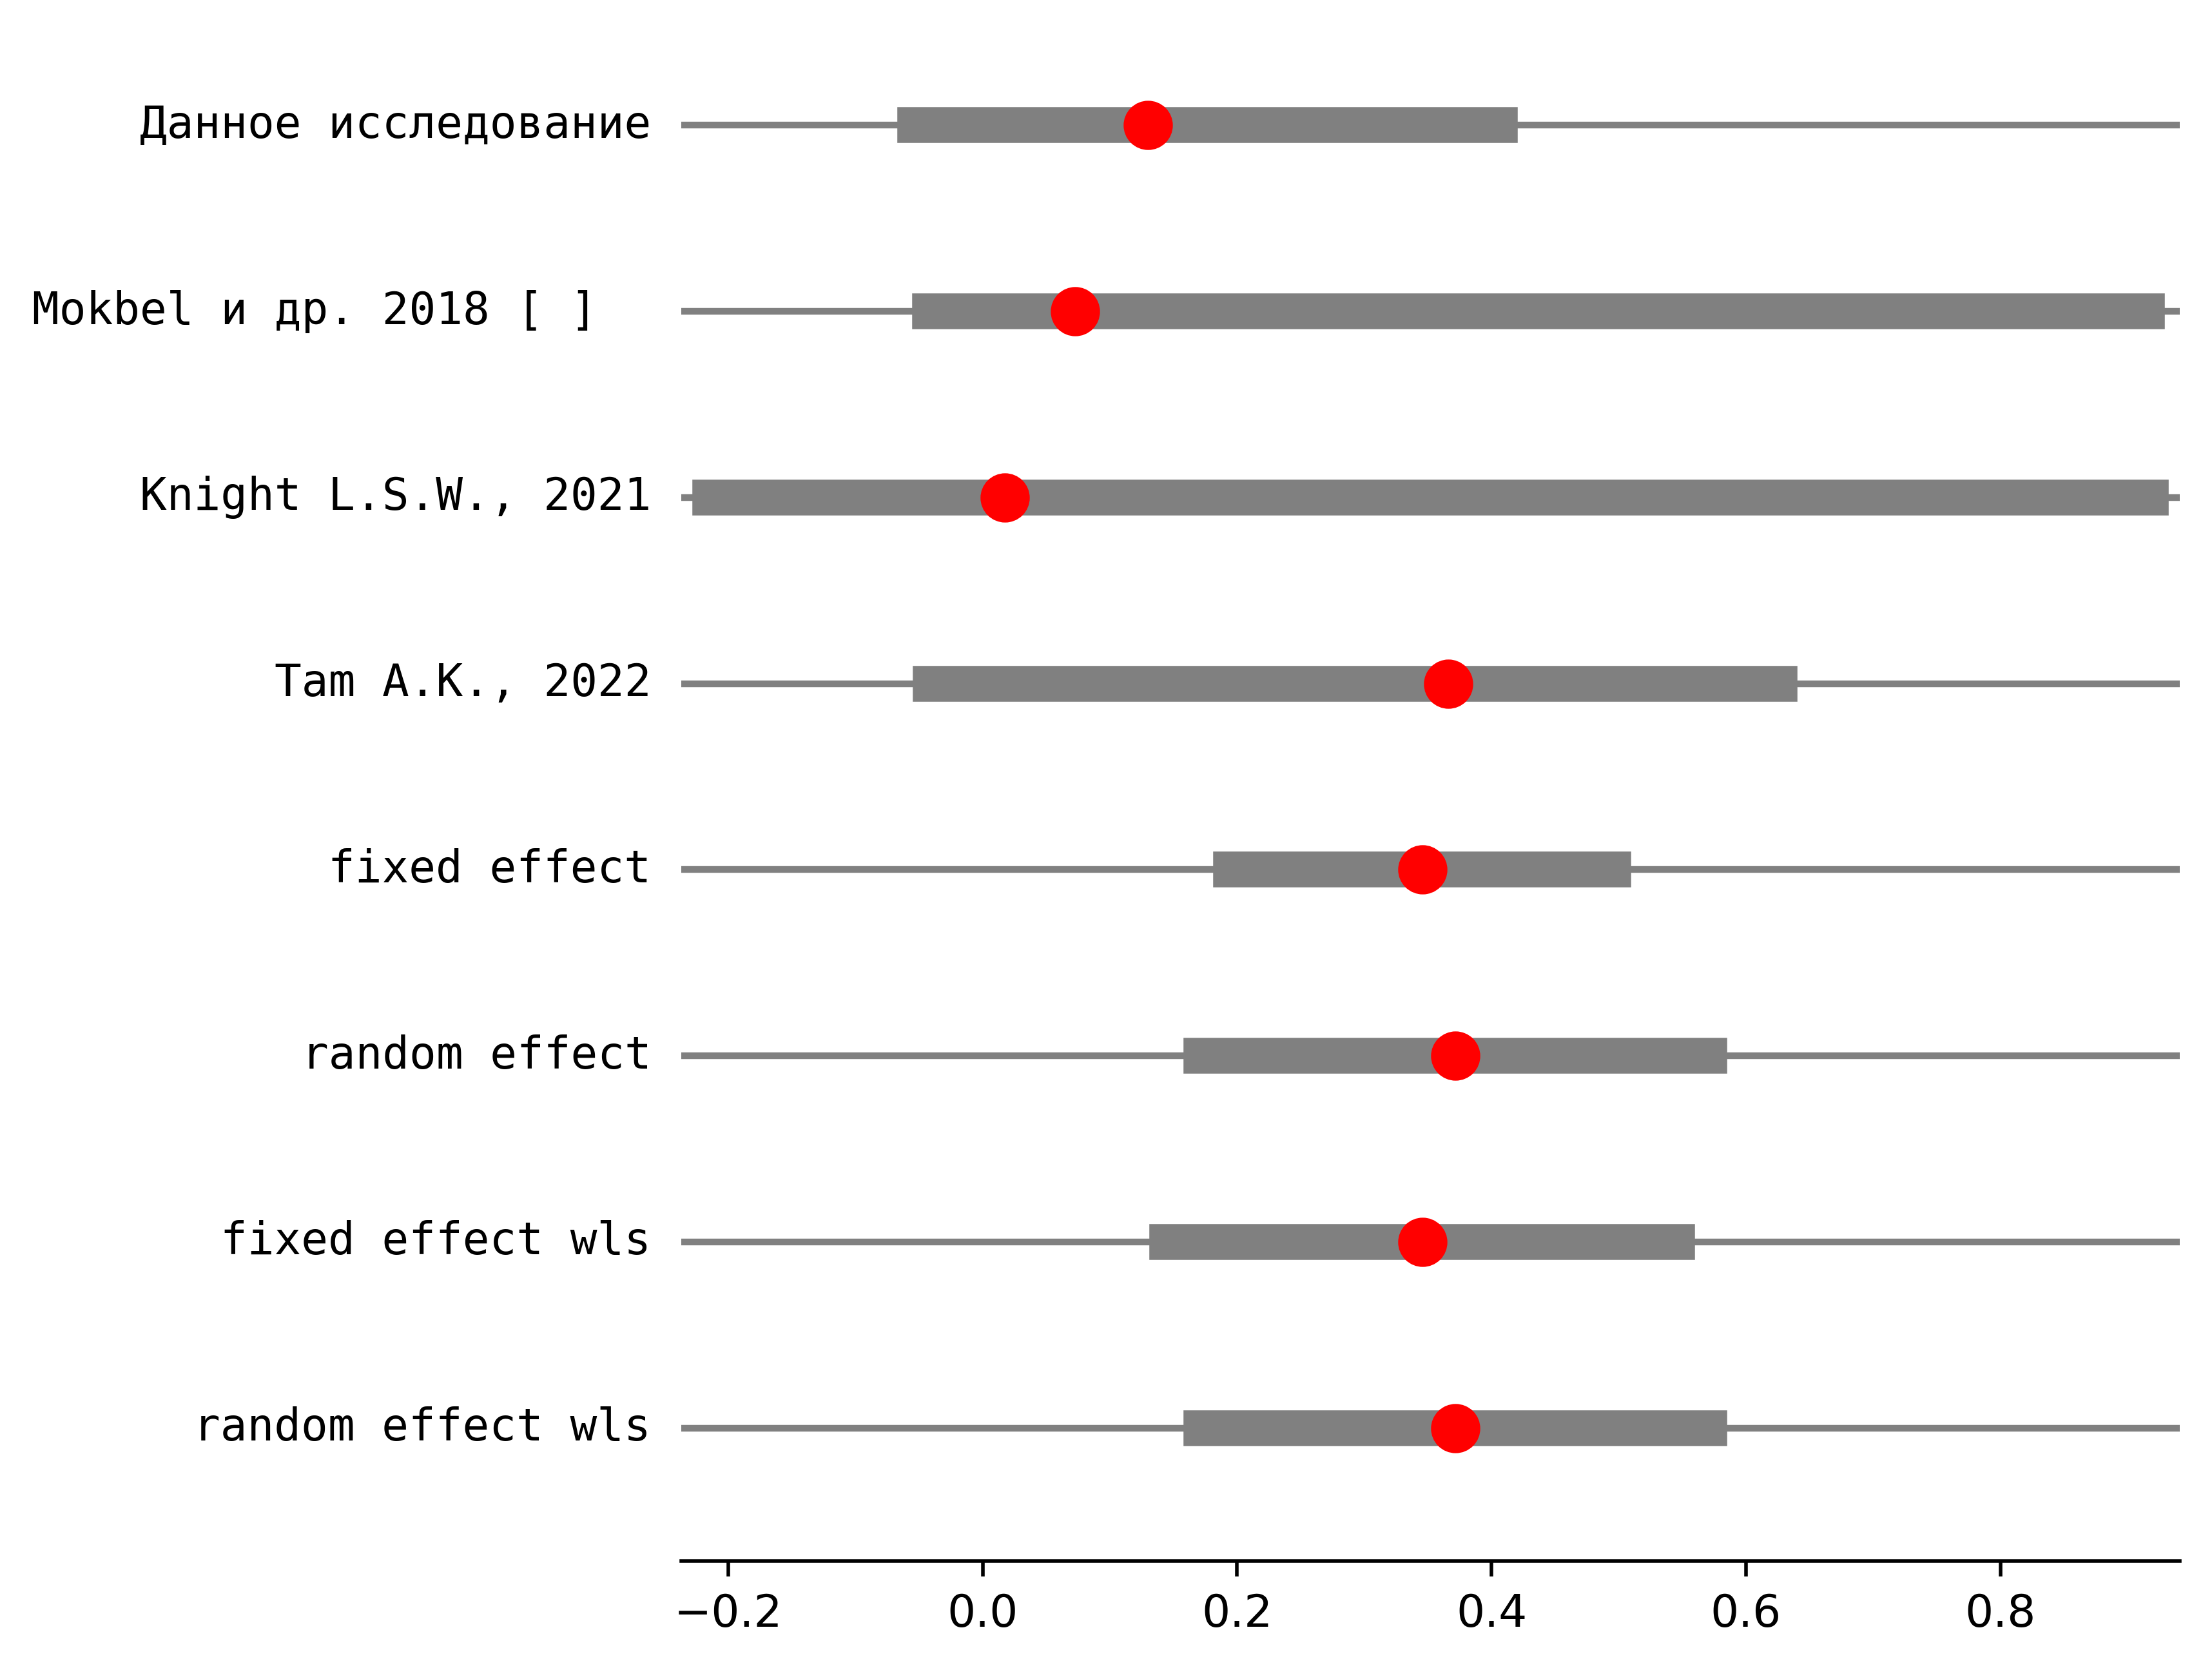 Данное исследование
Mokbel и др. 2018 [ ]
Knight L.S.W., 2021
Tam A.K., 2022
fixed effect
random effect
fixed effect wls
random effect wls
−0.2 0.0 0.2 0.4 0.6 0.8